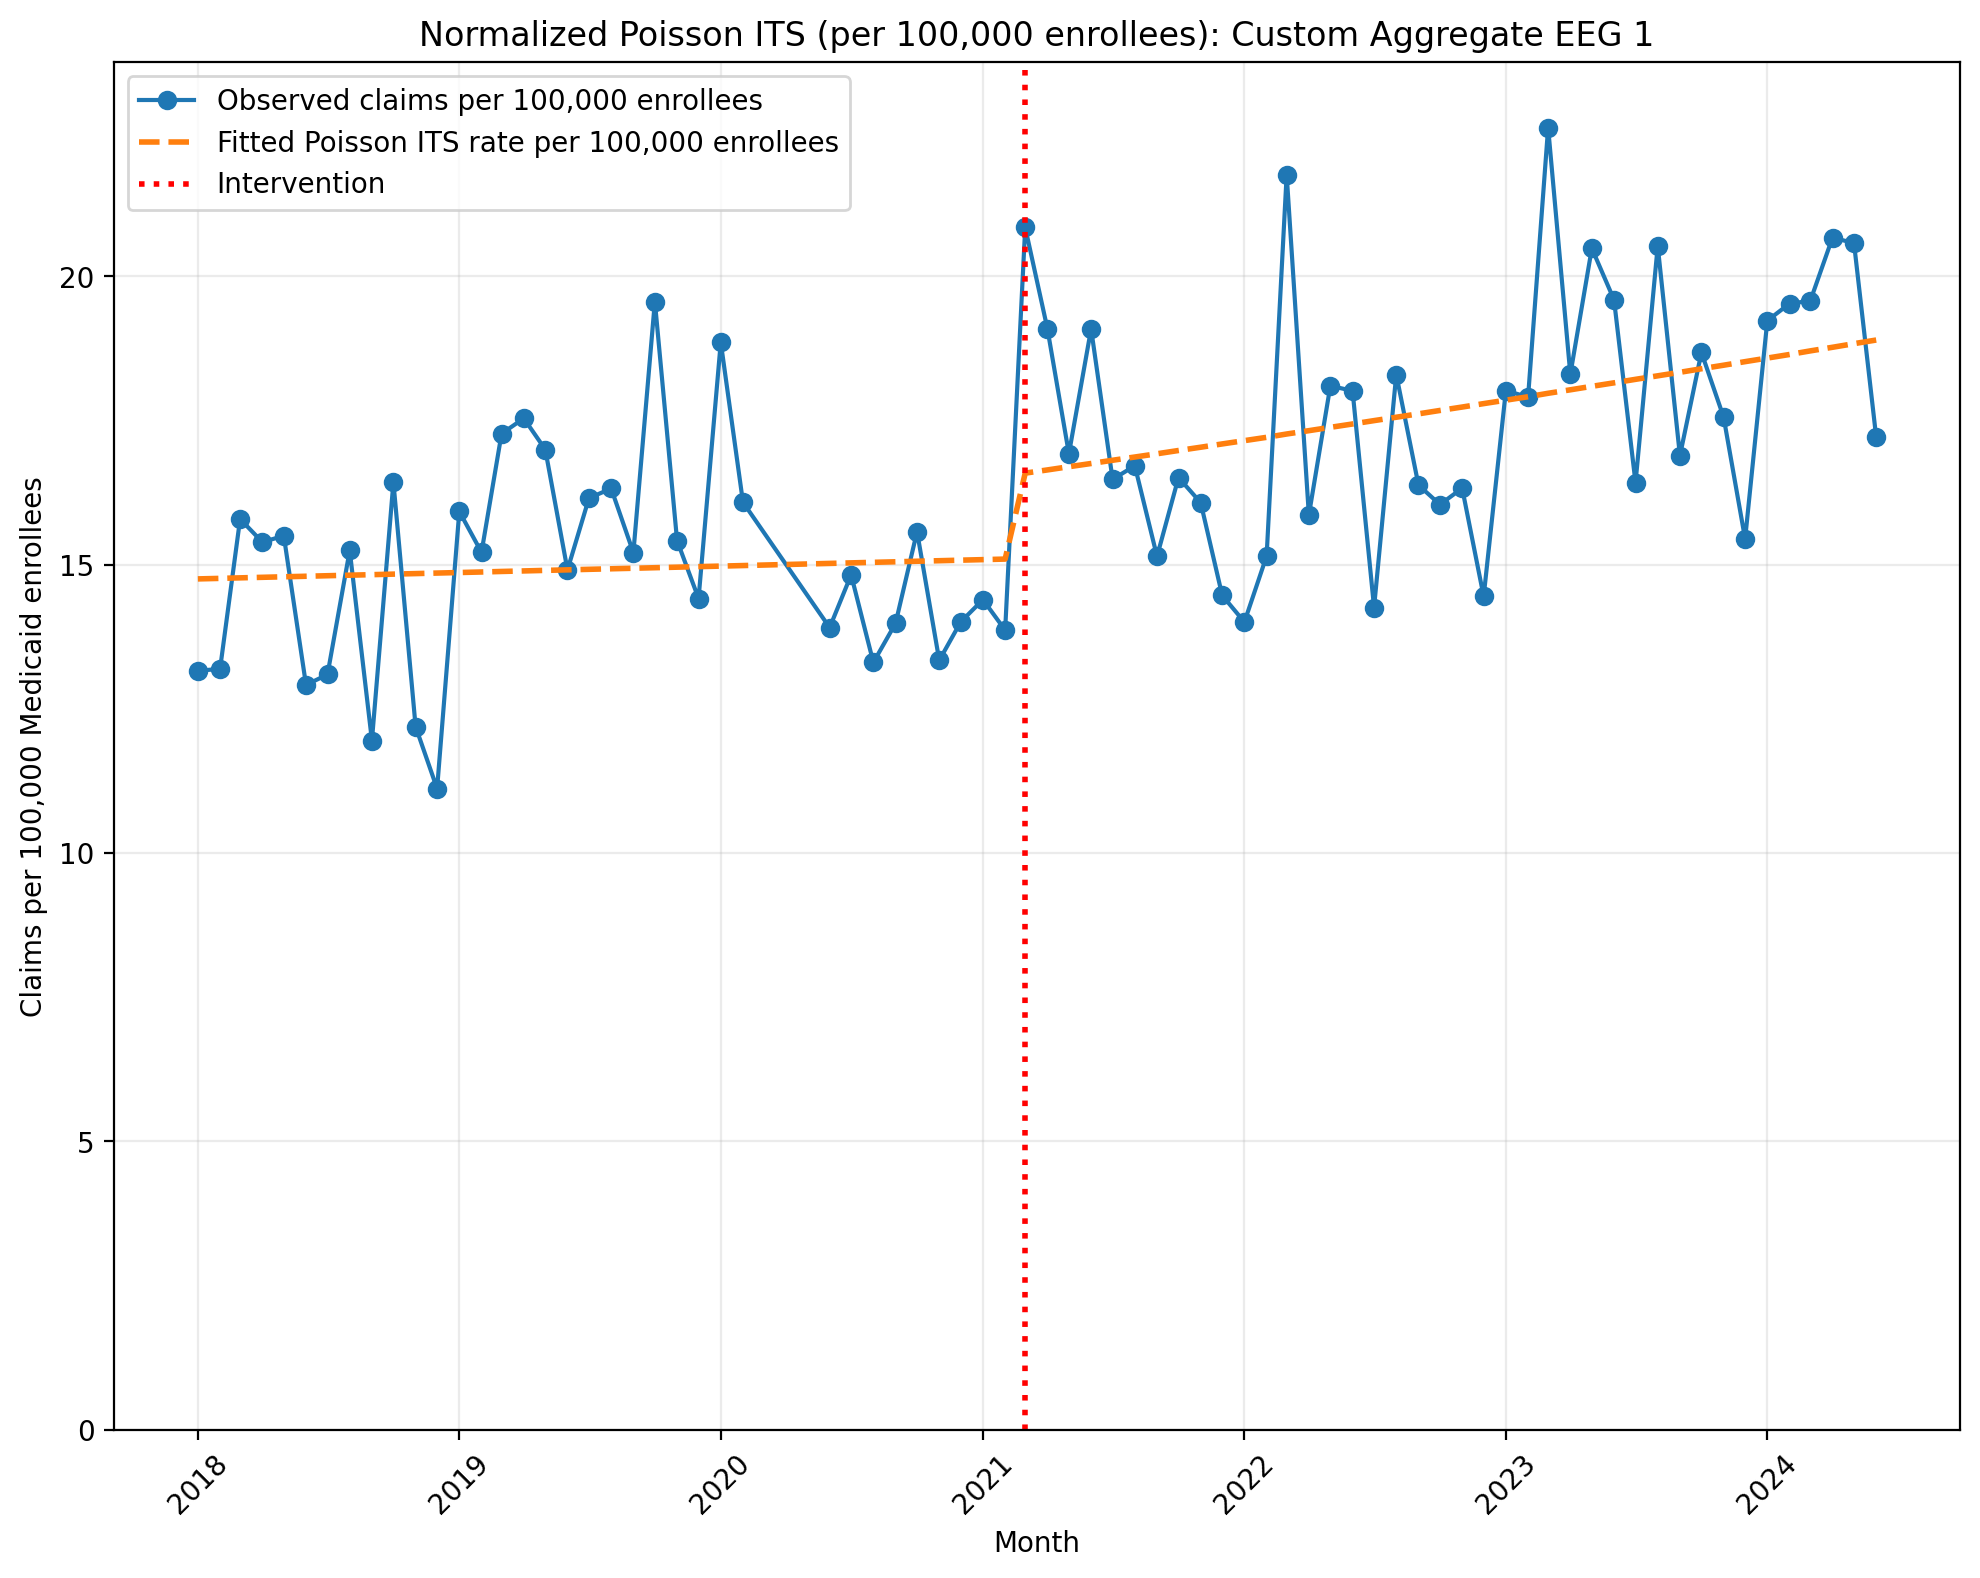 Normalized Poisson ITS (per 100,000 enrollees): Custom Aggregate EEG 1
Observed claims per 100,000 enrollees
Fitted Poisson ITS rate per 100,000 enrollees
Intervention
Claims per 100,000 Medicaid enrollees
20
15
10
5
0
2018
2019
2020
2021
2022
2023
2024
Month